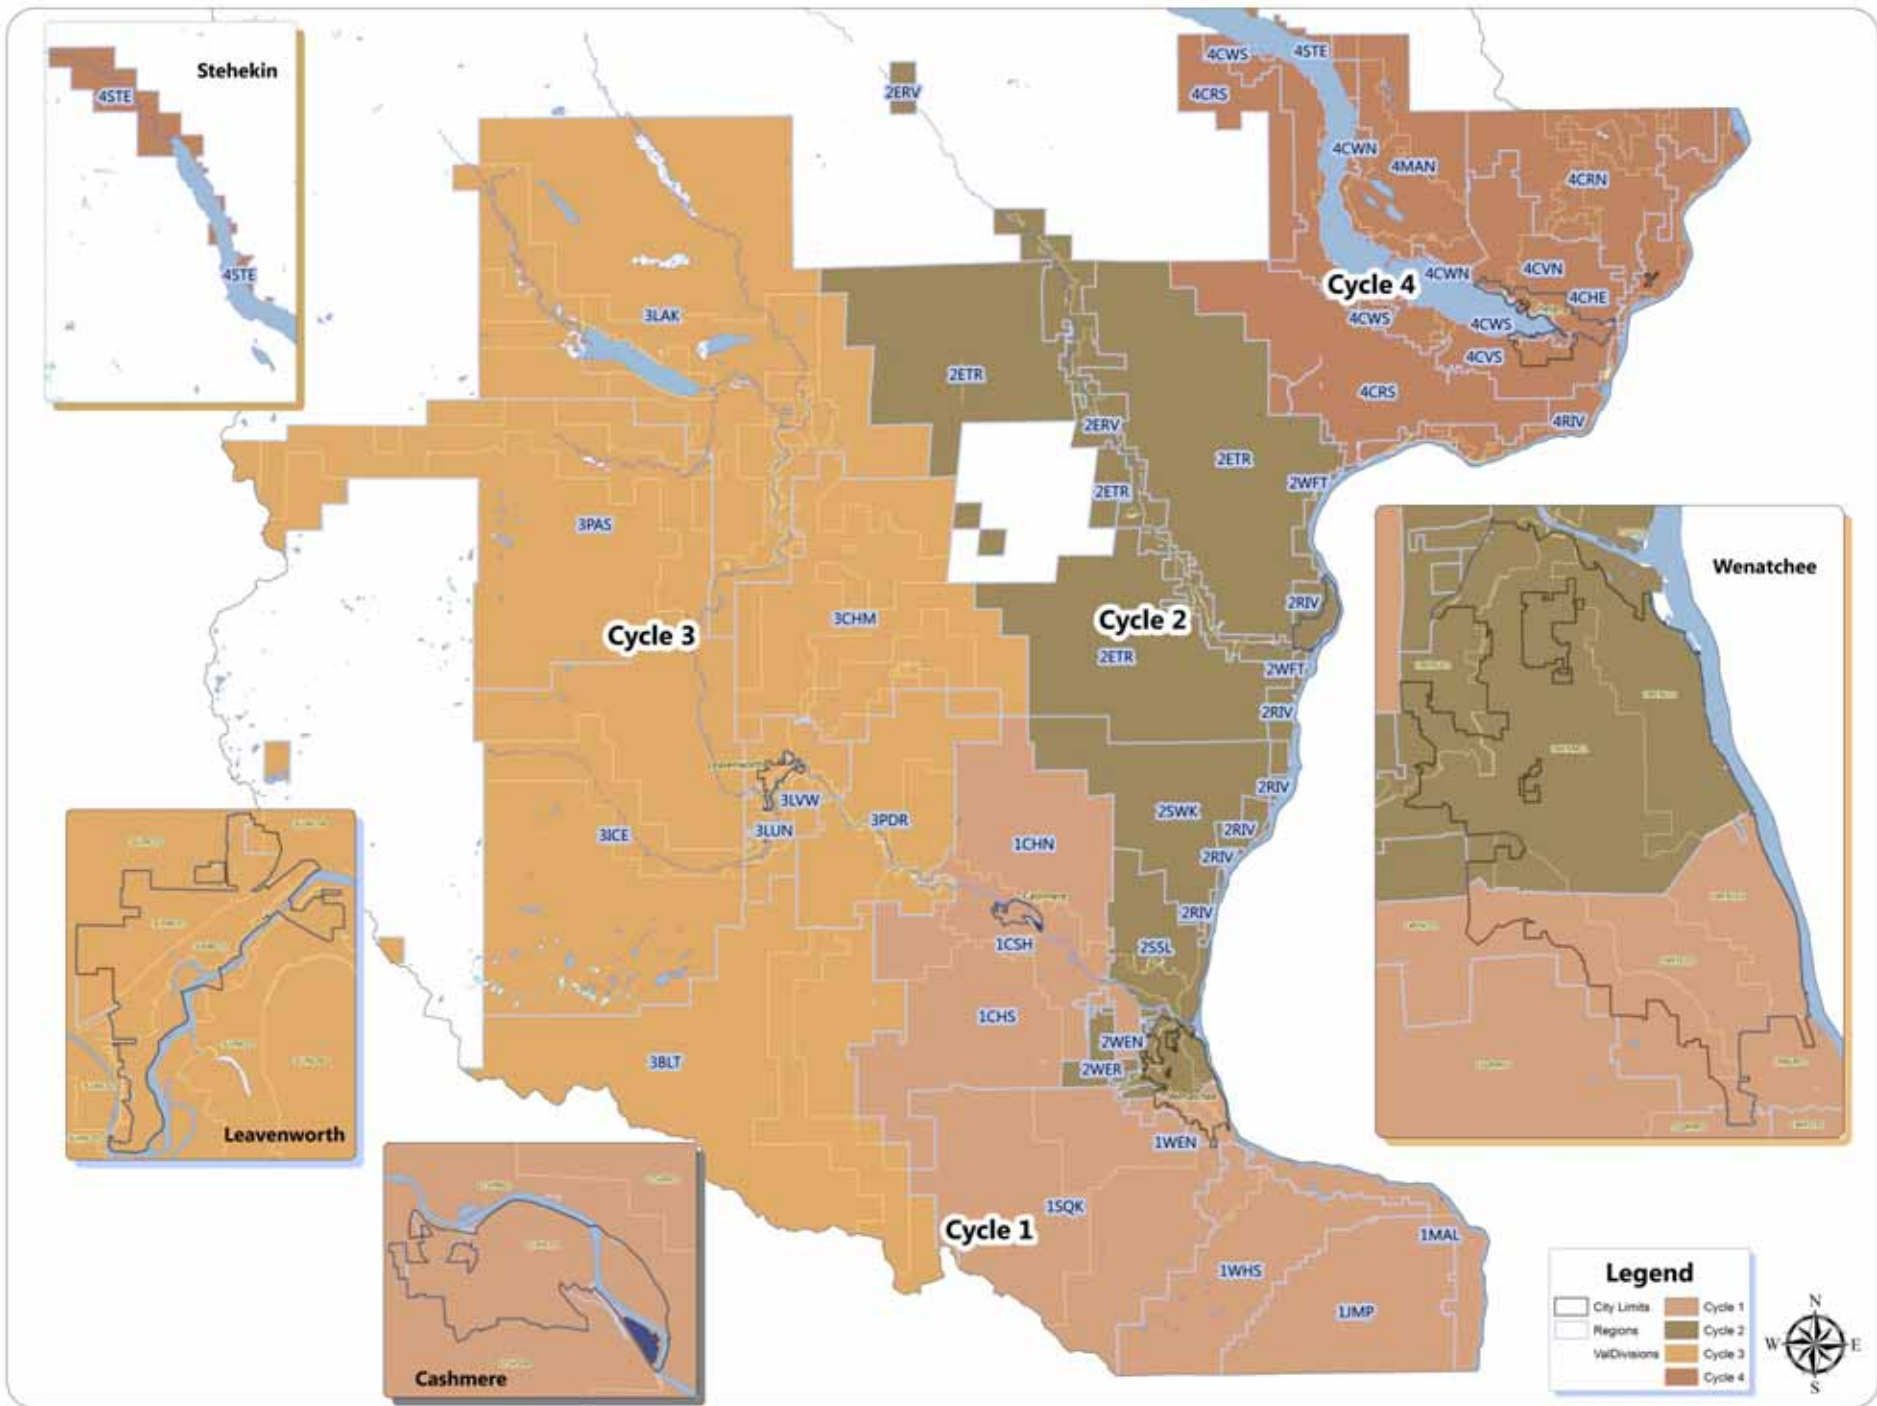 Stehekin
4STE
4STE
2ERV
4CWS
4STE
4CRS
4CWN
4MAN
4CRN
Cycle 4
4CWN
4CVN
4CHE
4CWS
4CWS
4CVS
4CRS
4RIV
3LAK
2ETR
2ERV
2ETR
2ETR
2WFT
3PAS
Cycle 3
3CHM
Cycle 2
2RIV
2ETR
2WFT
2RIV
Wenatchee
Leavenworth
3LVW
3LUN
3ICE
3PDR
2RIV
2SWK
2RIV
2RIV
1CHN
Cashmere
2RIV
1CSH
2SSL
1CHS
2WEN
2WER
3BLT
Wenatchee
1WEN
Leavenworth
1SQK
Cycle 1
1MAL
1WHS
1JMP
Cashmere
Legend
City Limits
Regions
ValDivisions
Cycle 1
Cycle 2
Cycle 3
Cycle 4
N
W
E
S